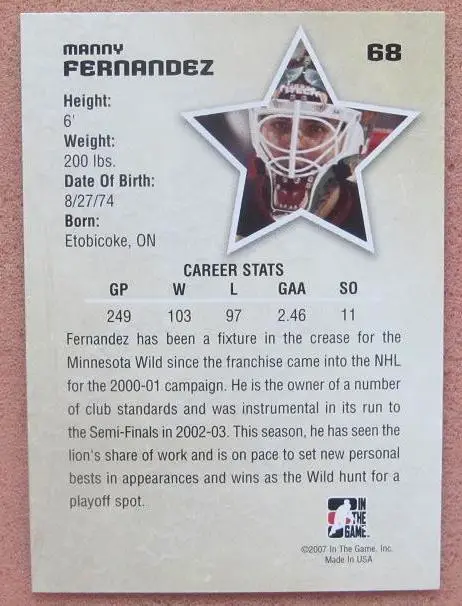 MANNY
FERNANDEZ
68
Height:
6'
Weight:
200 lbs.
Date Of Birth:
8/27/74
Born:
Etobicoke, ON
CAREER STATS
GP W L GAA SO
249 103 97 2.46 11
Fernandez has been a fixture in the crease for the
Minnesota Wild since the franchise came into the NHL
for the 2000-01 campaign. He is the owner of a number
of club standards and was instrumental in its run to
the Semi-Finals in 2002-03. This season, he has seen the
lion's share of work and is on pace to set new personal
bests in appearances and wins as the Wild hunt for a
playoff spot.
IN
THE
GAME
©2007 In The Game, Inc.
Made In USA